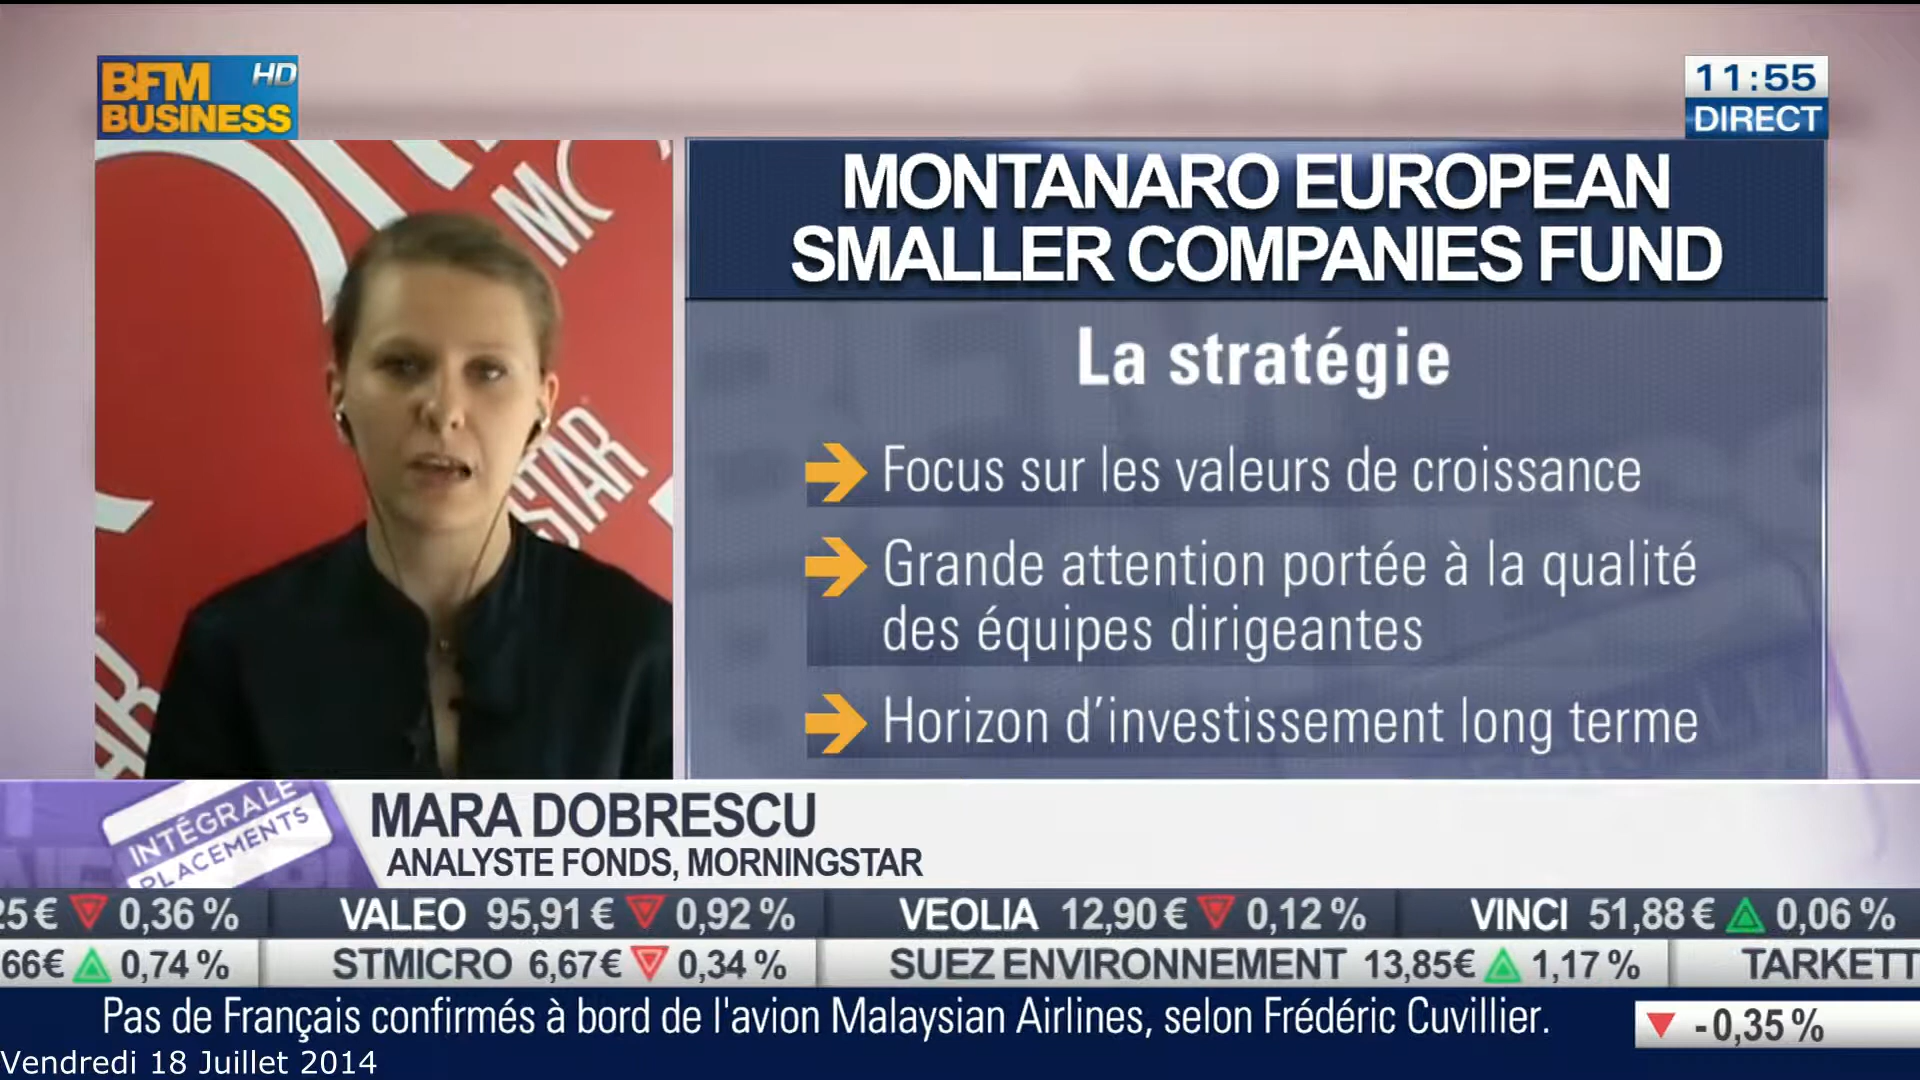 BFM HD
BUSINESS
11:55
DIRECT
MONTANARO EUROPEAN
SMALLER COMPANIES FUND
La stratégie
Focus sur les valeurs de croissance
Grande attention portée à la qualité
des équipes dirigeantes
Horizon d'investissement long terme
STAR
INTÉGRALE
PLACEMENTS
MARA DOBRESCU
ANALYSTE FONDS, MORNINGSTAR
25€ 0,36% VALEO 95,91€ 0,92% VEOLIA 12,90€ 0,12% VINCI 51,88€ 0,06%
66€ 0,74% STMICRO 6,67€ 0,34% SUEZ ENVIRONNEMENT 13,85€ 1,17% TARKETT
Pas de Français confirmés à bord de l'avion Malaysian Airlines, selon Frédéric Cuvillier.
-0,35%
Vendredi 18 Juillet 2014